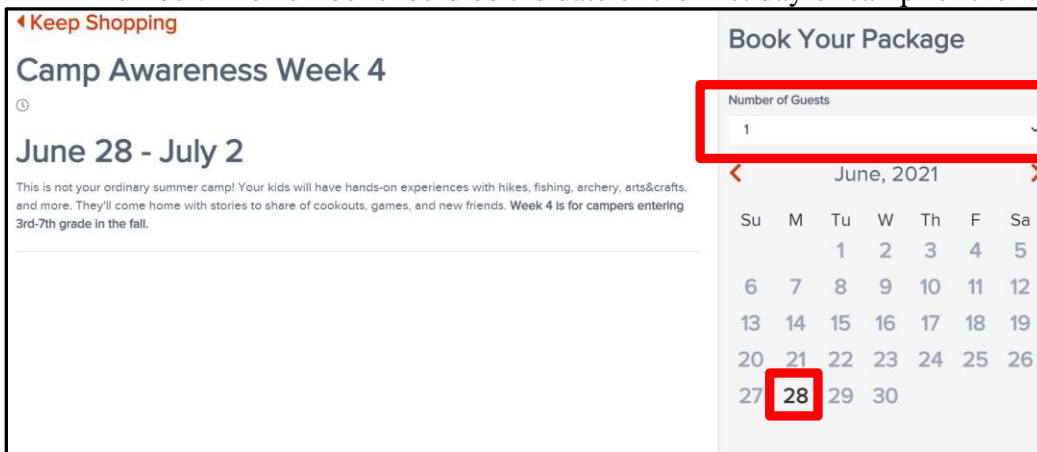 Keep Shopping
Camp Awareness Week 4
June 28 - July 2
This is not your ordinary summer camp! Your kids will have hands-on experiences with hikes, fishing, archery, arts&crafts,
and more. They'll come home with stories to share of cookouts, games, and new friends. Week 4 is for campers entering
3rd-7th grade in the fall.
Book Your Package
Number of Guests
1
June, 2021
Su M Tu W Th F Sa
1 2 3 4 5
6 7 8 9 10 11 12
13 14 15 16 17 18 19
20 21 22 23 24 25 26
27 28 29 30